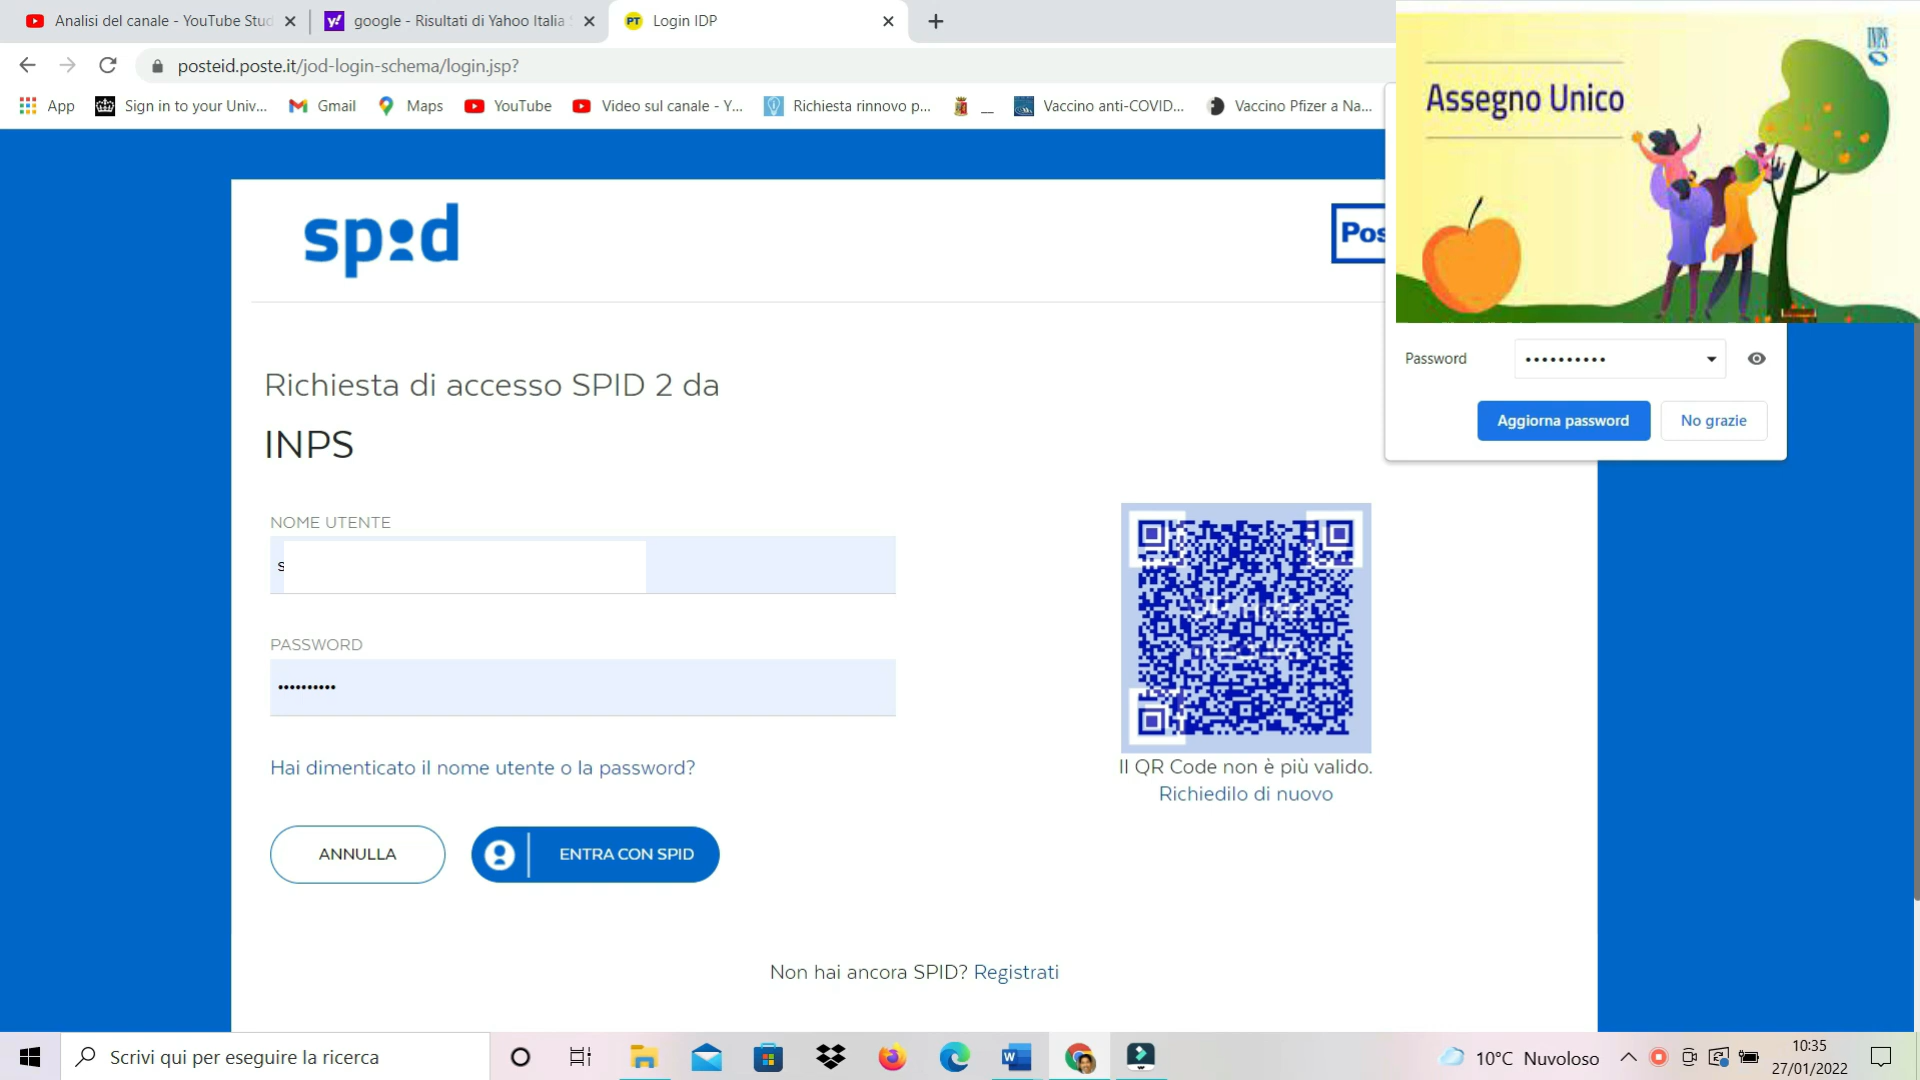 Analisi del canale - YouTube Stud
google - Risultati di Yahoo Italia S
PT Login IDP
posteid.poste.it/jod-login-schema/login.jsp?
App
Sign in to your Univ...
Gmail
Maps
YouTube
Video sul canale - Y...
Richiesta rinnovo p...
__
Vaccino anti-COVID...
Vaccino Pfizer a Na...
INPS
Assegno Unico
spid
Pos
Password
••••••••••
Aggiorna password
No grazie
Richiesta di accesso SPID 2 da
INPS
NOME UTENTE
s
PASSWORD
••••••••••
Hai dimenticato il nome utente o la password?
ANNULLA
ENTRA CON SPID
Il QR Code non è più valido.
Richiedilo di nuovo
Non hai ancora SPID? Registrati
Scrivi qui per eseguire la ricerca
10°C Nuvoloso
10:35
27/01/2022